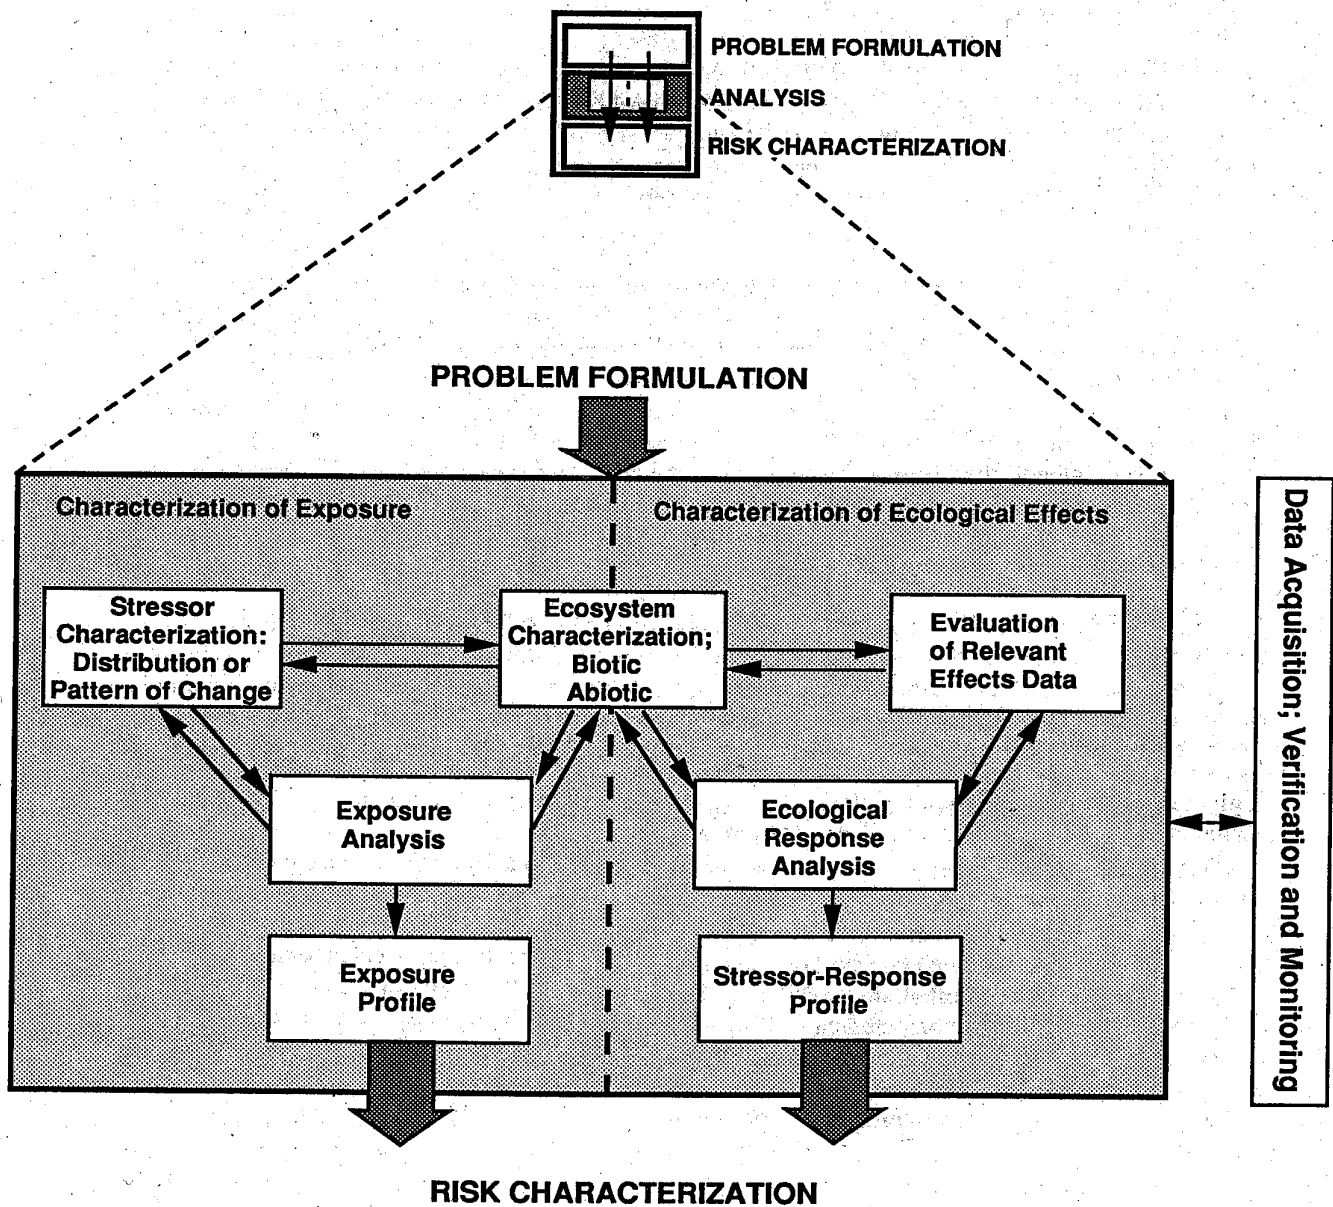 PROBLEM FORMULATION
ANALYSIS
RISK CHARACTERIZATION
PROBLEM FORMULATION
Characterization of Exposure
Characterization of Ecological Effects
Stressor
Characterization:
Distribution or
Pattern of Change
Ecosystem
Characterization;
Biotic
Abiotic
Evaluation
of Relevant
Effects Data
Exposure
Analysis
Ecological
Response
Analysis
Exposure
Profile
Stressor-Response
Profile
Data Acquisition; Verification and Monitoring
RISK CHARACTERIZATION